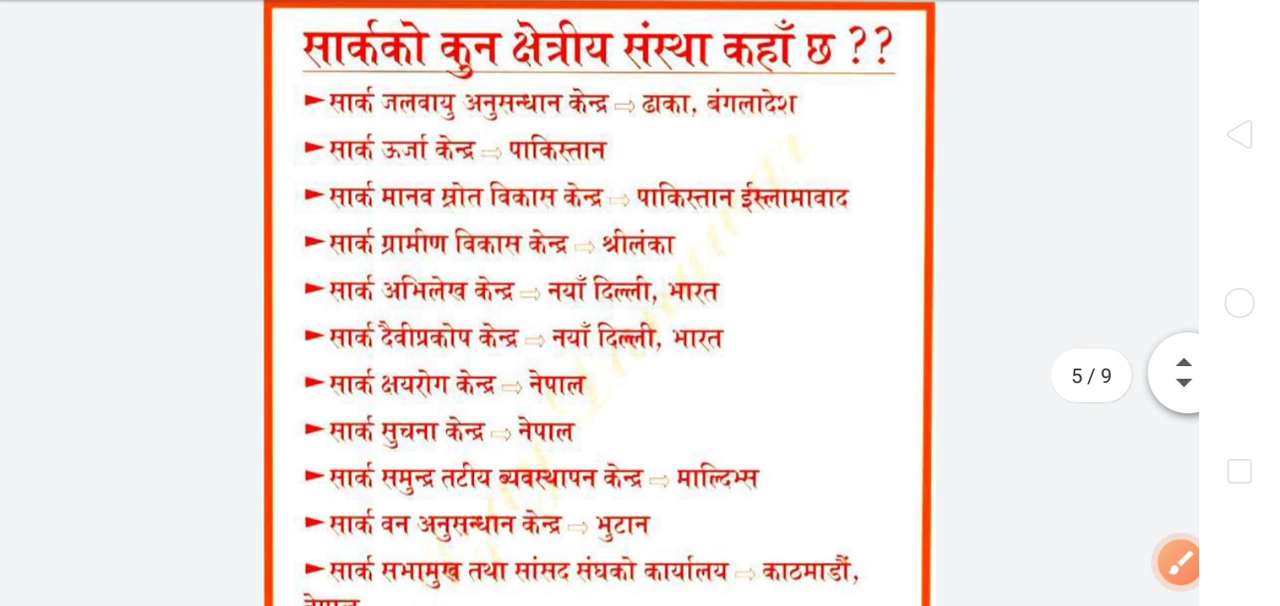 सार्कको कुन क्षेत्रीय संस्था कहाँ छ ??
►सार्क जलवायु अनुसन्धान केन्द्र⇨ढाका, बंगलादेश
►सार्क ऊर्जा केन्द्र⇨पाकिस्तान
►सार्क मानव स्रोत विकास केन्द्र⇨पाकिस्तान ईस्लामावाद
►सार्क ग्रामीण विकास केन्द्र⇨श्रीलंका
►सार्क अभिलेख केन्द्र⇨नयाँ दिल्ली, भारत
►सार्क दैवीप्रकोप केन्द्र⇨नयाँ दिल्ली, भारत
►सार्क क्षयरोग केन्द्र⇨नेपाल
►सार्क सुचना केन्द्र⇨नेपाल
►सार्क समुन्द्र तटीय ब्यवस्थापन केन्द्र⇨माल्दिभ्स
►सार्क वन अनुसन्धान केन्द्र⇨भुटान
►सार्क सभामुख तथा सांसद संघको कार्यालय⇨काठमाडौं,
नेपाल
5 / 9